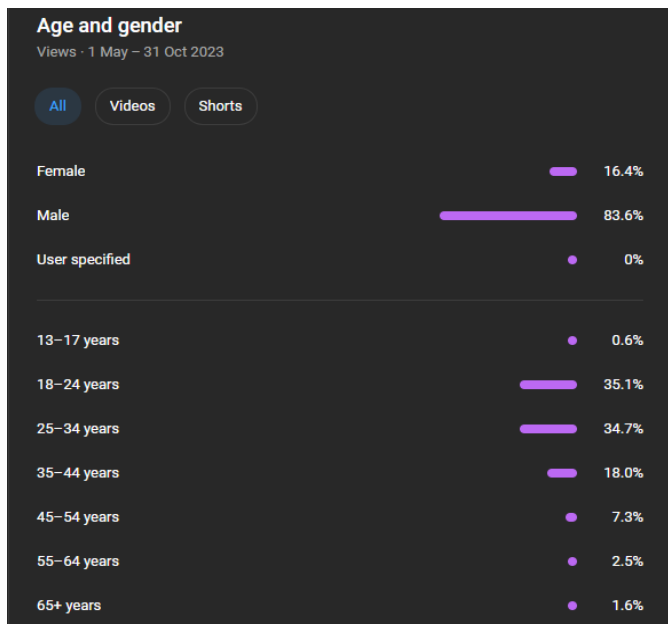 Age and gender
Views · 1 May – 31 Oct 2023
All Videos Shorts
Female 16.4%
Male 83.6%
User specified 0%
13–17 years 0.6%
18–24 years 35.1%
25–34 years 34.7%
35–44 years 18.0%
45–54 years 7.3%
55–64 years 2.5%
65+ years 1.6%